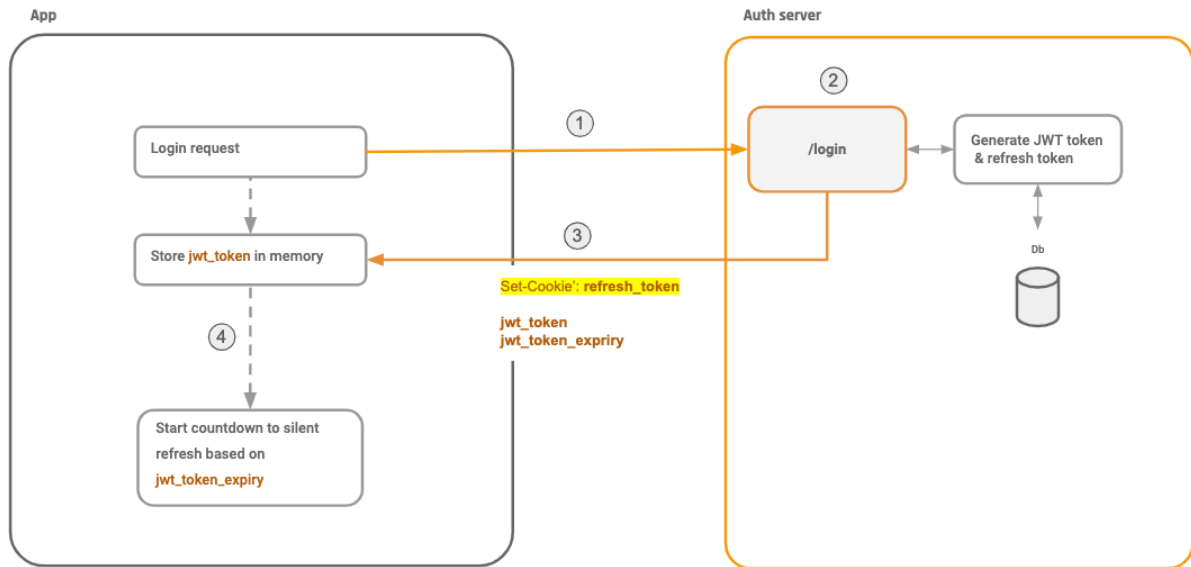 App
Auth server
1
2
Login request
/login
Generate JWT token
& refresh token
3
Store jwt_token in memory
Db
Set-Cookie': refresh_token
jwt_token
jwt_token_expriry
4
Start countdown to silent
refresh based on
jwt_token_expiry